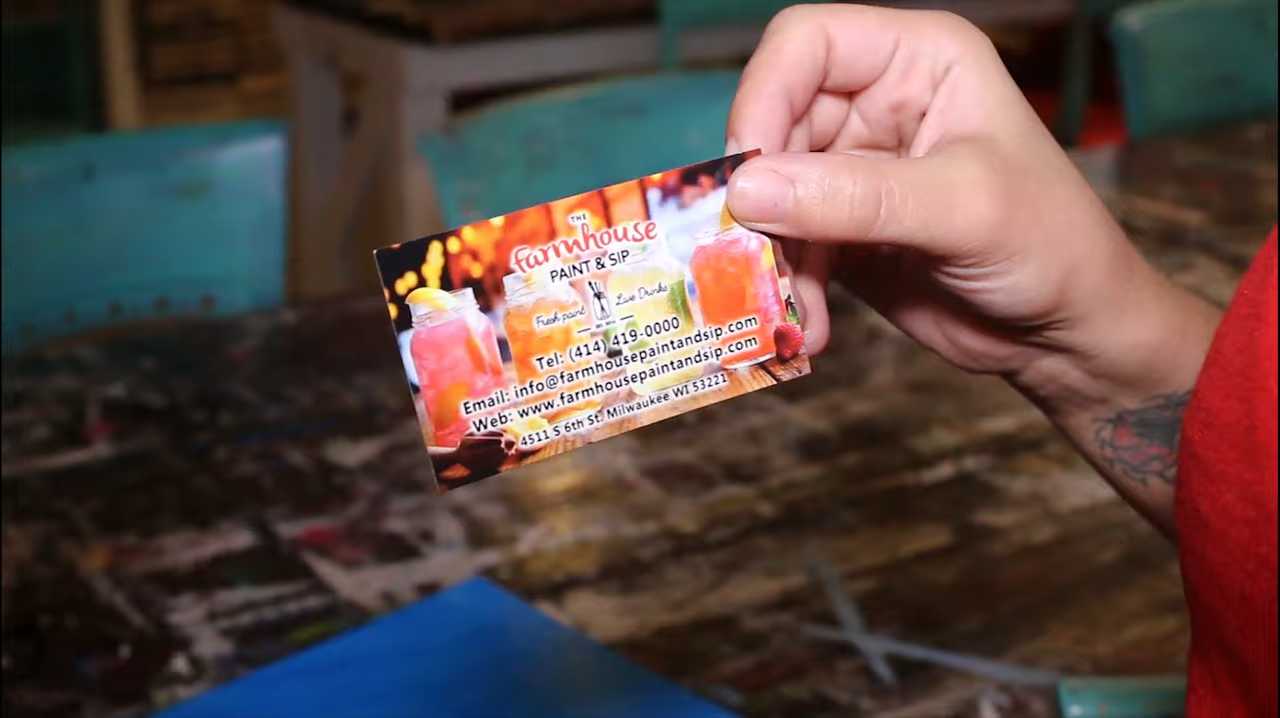 THE
farmhouse
PAINT & SIP
Fresh paint Live Drinks
Tel: (414) 419-0000
Email: info@farmhousepaintandsip.com
Web: www.farmhousepaintandsip.com
4511 S 6th St. Milwaukee WI 53221